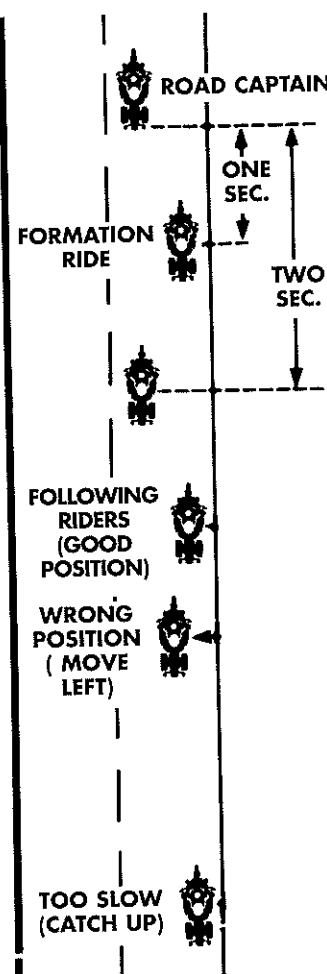 ROAD CAPTAIN
ONE
SEC.
FORMATION
RIDE
TWO
SEC.
FOLLOWING
RIDERS
(GOOD
POSITION)
WRONG
POSITION
( MOVE
LEFT)
TOO SLOW
(CATCH UP)